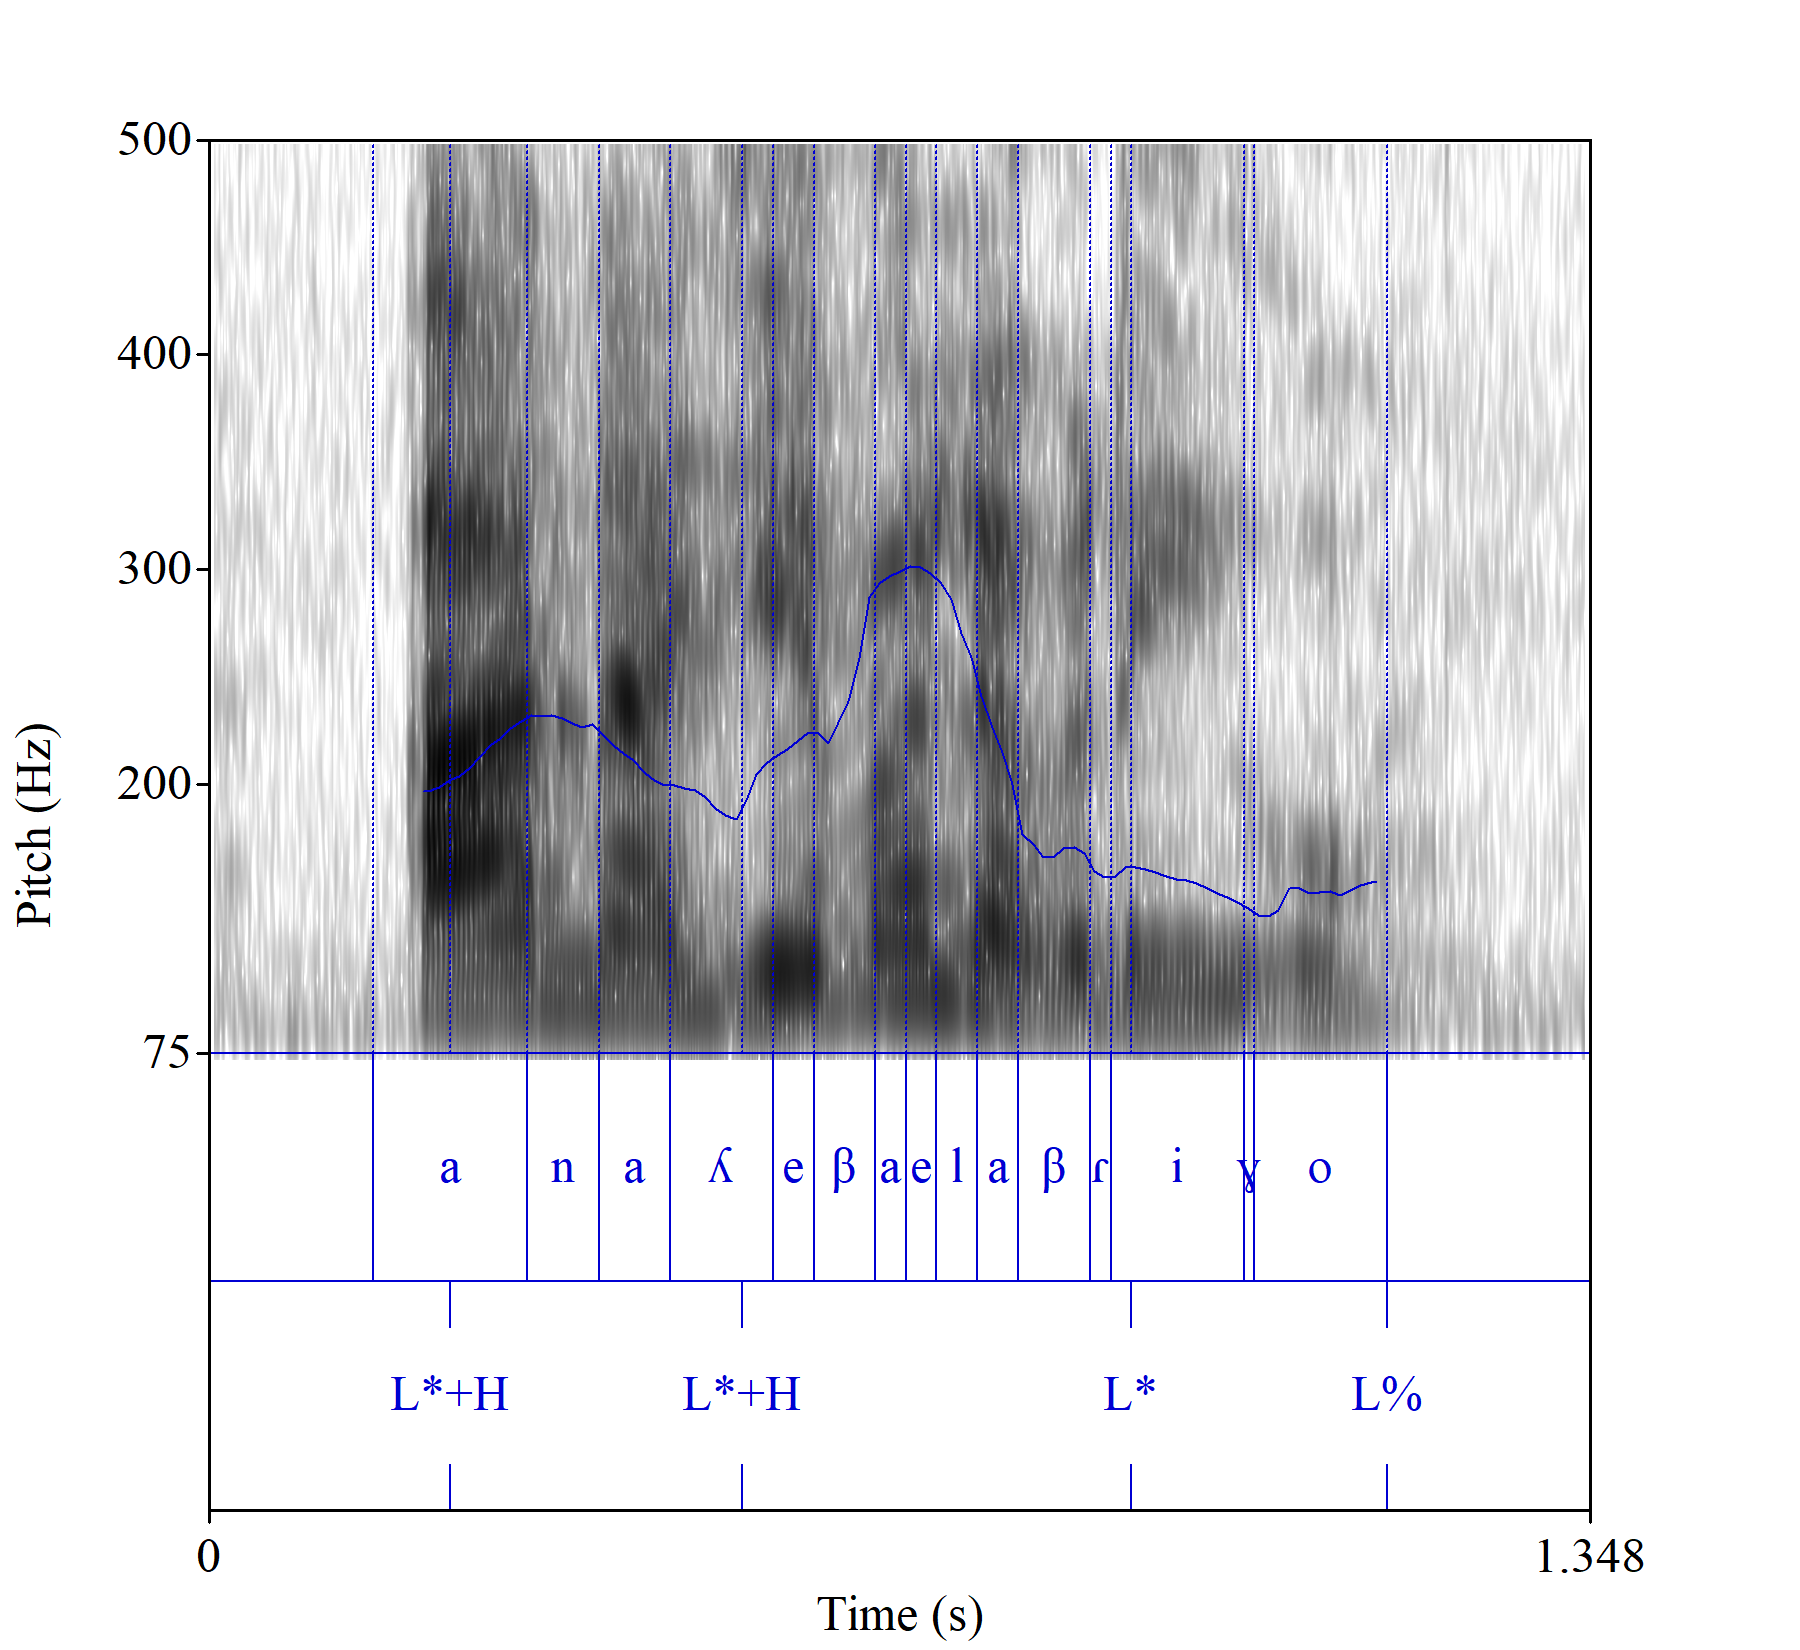 500
400
300
200
75
Pitch (Hz)
a n a ʎ e β a e l a β ɾ i ɣ o
L*+H L*+H L* L%
0 1.348
Time (s)